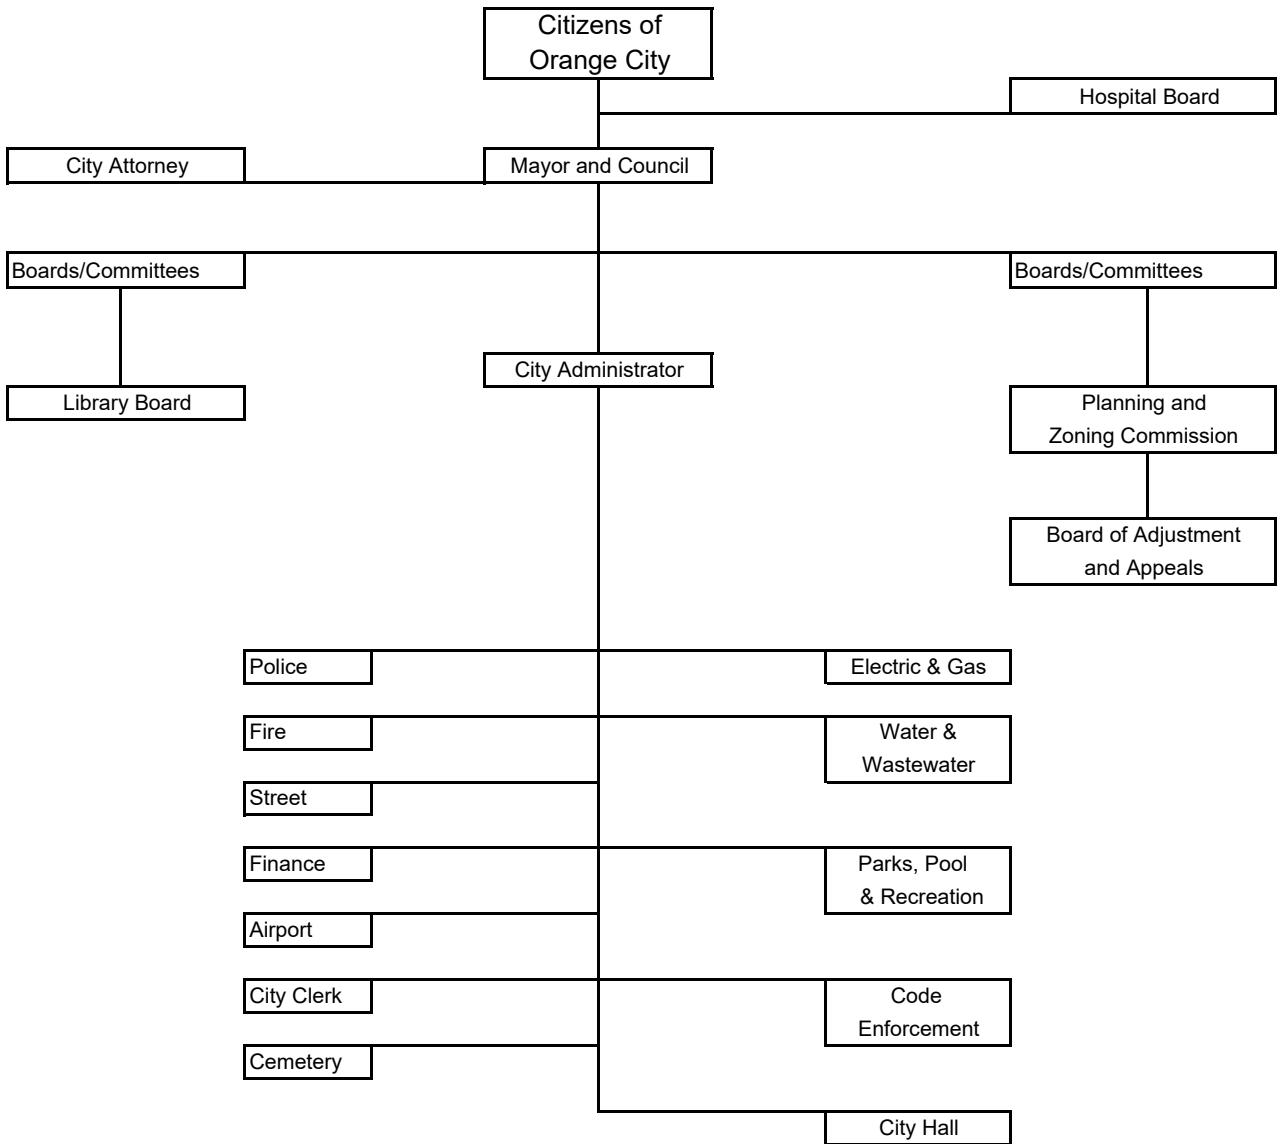 Citizens of
Orange City
Hospital Board
City Attorney
Mayor and Council
Boards/Committees
Boards/Committees
City Administrator
Library Board
Planning and
Zoning Commission
Board of Adjustment
and Appeals
Police
Electric & Gas
Fire
Water &
Wastewater
Street
Finance
Parks, Pool
& Recreation
Airport
City Clerk
Code
Enforcement
Cemetery
City Hall